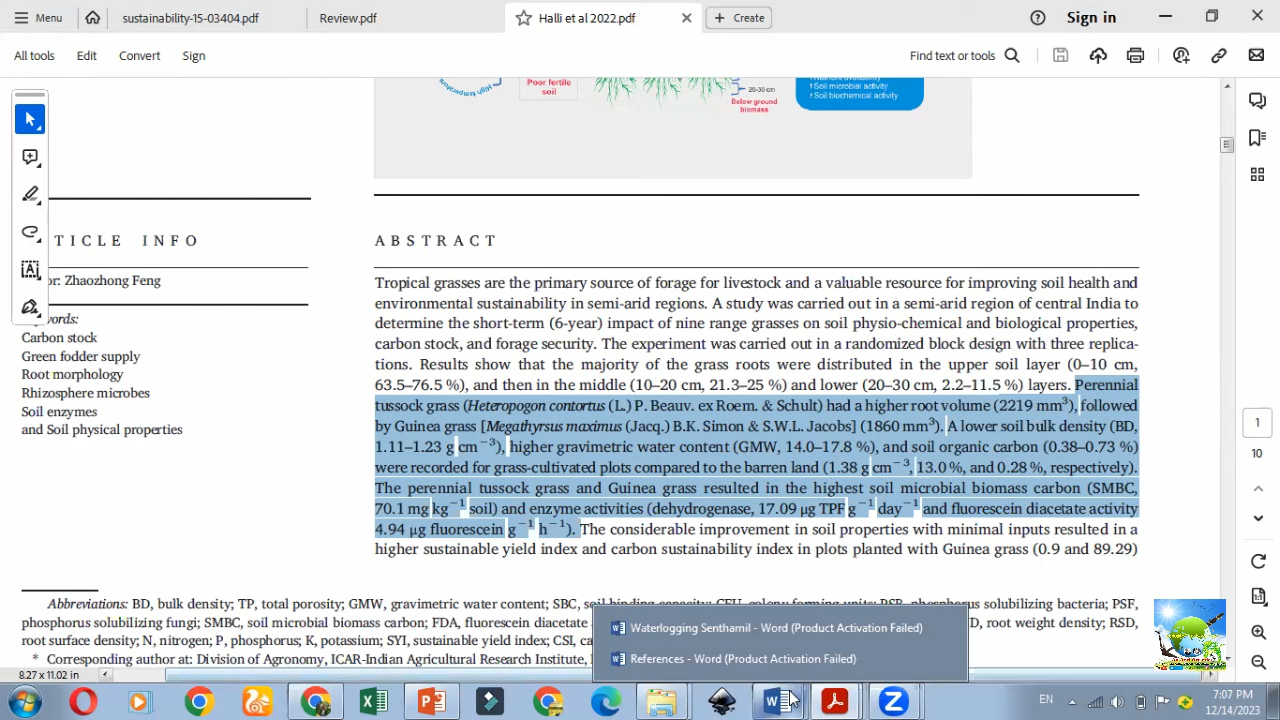 Menu
sustainability-15-03404.pdf
Review.pdf
Halli et al 2022.pdf
Create
Sign in
All tools
Edit
Convert
Sign
Find text or tools
Poor fertile
soil
20-30 cm
Below ground
biomass
↑ Soil microbial activity
↑ Soil biochemical activity
TICLE INFO
or: Zhaozhong Feng
words:
Carbon stock
Green fodder supply
Root morphology
Rhizosphere microbes
Soil enzymes
and Soil physical properties
ABSTRACT
Tropical grasses are the primary source of forage for livestock and a valuable resource for improving soil health and
environmental sustainability in semi-arid regions. A study was carried out in a semi-arid region of central India to
determine the short-term (6-year) impact of nine range grasses on soil physio-chemical and biological properties,
carbon stock, and forage security. The experiment was carried out in a randomized block design with three replica-
tions. Results show that the majority of the grass roots were distributed in the upper soil layer (0–10 cm,
63.5–76.5 %), and then in the middle (10–20 cm, 21.3–25 %) and lower (20–30 cm, 2.2–11.5 %) layers. Perennial
tussock grass (Heteropogon contortus (L.) P. Beauv. ex Roem. & Schult) had a higher root volume (2219 mm³), followed
by Guinea grass [Megathyrsus maximus (Jacq.) B.K. Simon & S.W.L. Jacobs] (1860 mm³). A lower soil bulk density (BD,
1.11–1.23 g cm⁻³), higher gravimetric water content (GMW, 14.0–17.8 %), and soil organic carbon (0.38–0.73 %)
were recorded for grass-cultivated plots compared to the barren land (1.38 g cm⁻³, 13.0 %, and 0.28 %, respectively).
The perennial tussock grass and Guinea grass resulted in the highest soil microbial biomass carbon (SMBC,
70.1 mg kg⁻¹ soil) and enzyme activities (dehydrogenase, 17.09 μg TPF g⁻¹ day⁻¹ and fluorescein diacetate activity
4.94 μg fluorescein g⁻¹ h⁻¹). The considerable improvement in soil properties with minimal inputs resulted in a
higher sustainable yield index and carbon sustainability index in plots planted with Guinea grass (0.9 and 89.29)
Abbreviations: BD, bulk density; TP, total porosity; GMW, gravimetric water content; SBC, soil binding capacity; CFU, colony forming units; PSB, phosphorus solubilizing bacteria; PSF,
phosphorus solubilizing fungi; SMBC, soil microbial biomass carbon; FDA, fluorescein diacetate D, root weight density; RSD,
root surface density; N, nitrogen; P, phosphorus; K, potassium; SYI, sustainable yield index; CSI, ca
* Corresponding author at: Division of Agronomy, ICAR-Indian Agricultural Research Institute,
Waterlogging Senthamil - Word (Product Activation Failed)
References - Word (Product Activation Failed)
1
10
8.27 x 11.02 in
EN
7:07 PM
12/14/2023